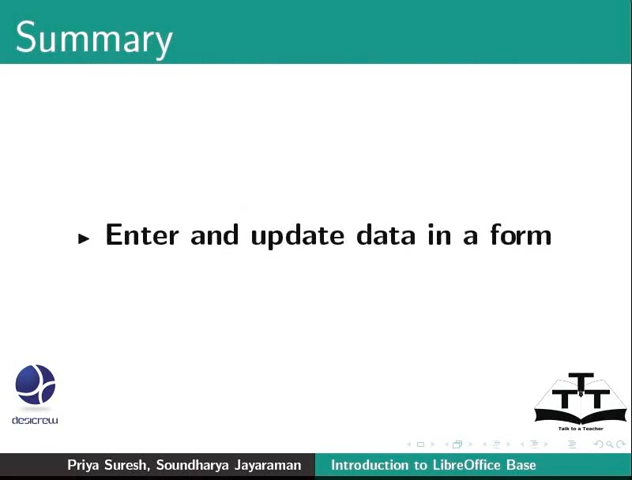 Summary
▶ Enter and update data in a form
desicrew
T T T
Talk to a Teacher
Priya Suresh, Soundharya Jayaraman Introduction to LibreOffice Base